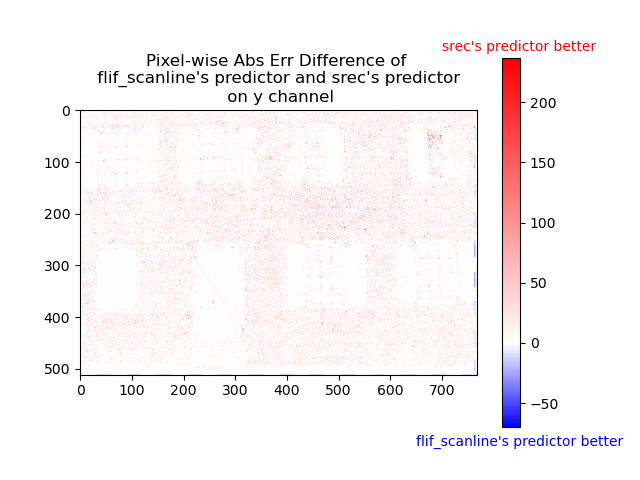 srec's predictor better
Pixel-wise Abs Err Difference of
flif_scanline's predictor and srec's predictor
on y channel
0
100
200
300
400
500
0 100 200 300 400 500 600 700
200
150
100
50
0
−50
flif_scanline's predictor better